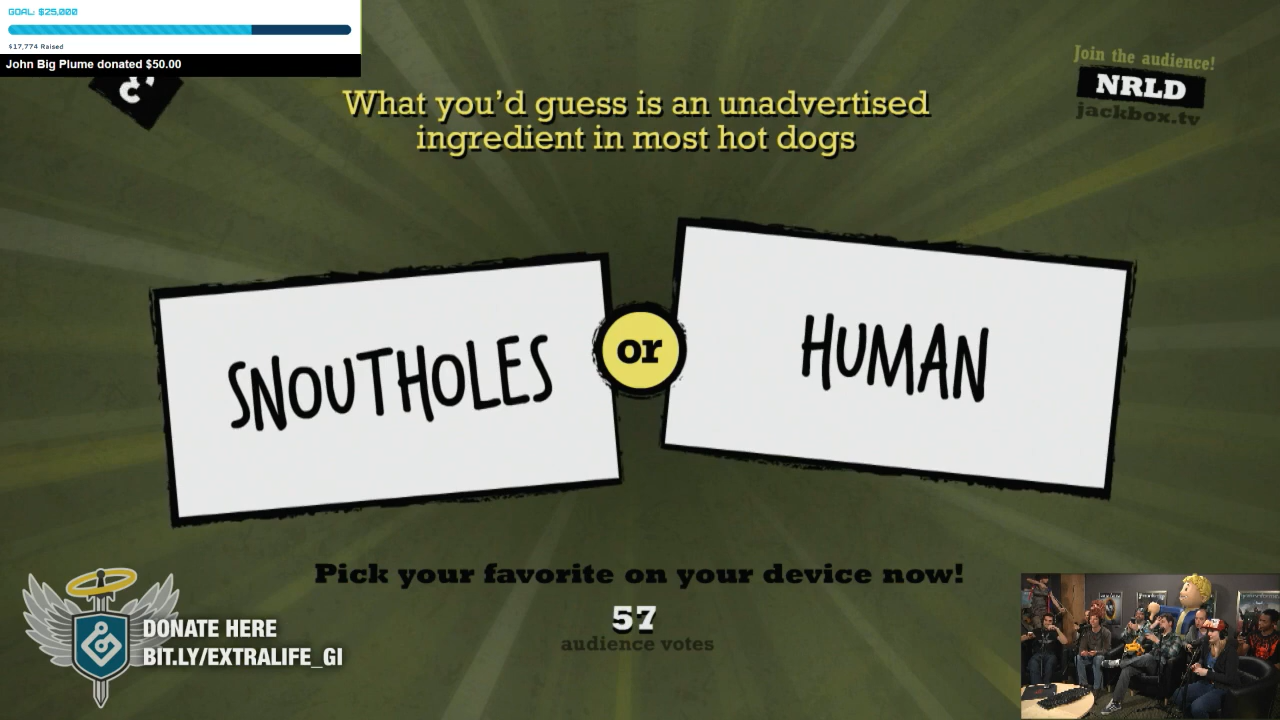 GOAL: $25,000
$17,774 Raised
John Big Plume donated $50.00
Join the audience!
NRLD
jackbox.tv
What you'd guess is an unadvertised
ingredient in most hot dogs
SNOUTHOLES
or
HUMAN
Pick your favorite on your device now!
57
audience votes
DONATE HERE
BIT.LY/EXTRALIFE_GI